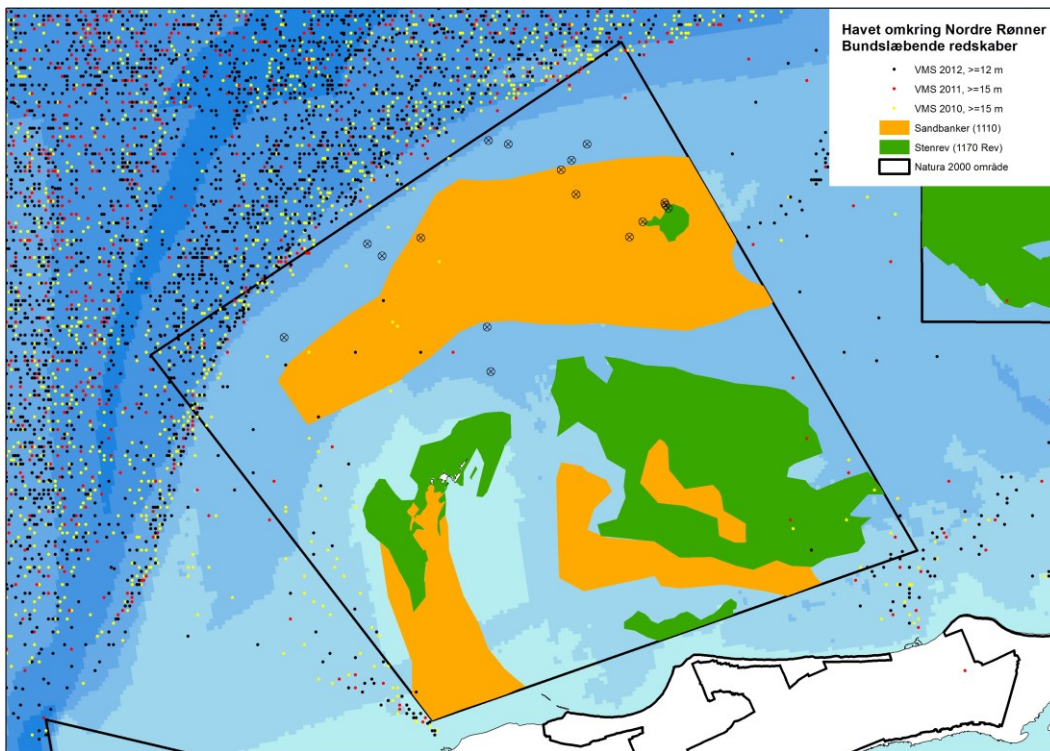 Havet omkring Nordre Rønner
Bundslæbende redskaber
VMS 2012, >=12 m
VMS 2011, >=15 m
VMS 2010, >=15 m
Sandbanker (1110)
Stenrev (1170 Rev)
Natura 2000 område